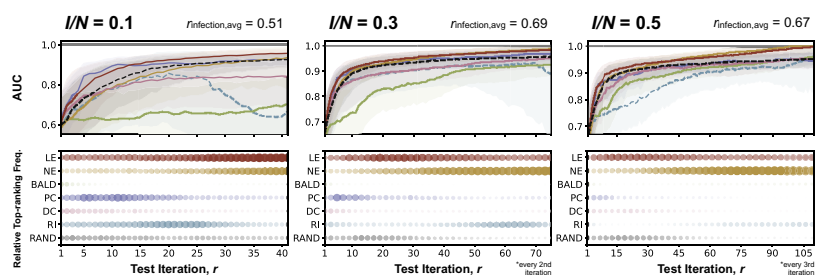 I/N = 0.1 r infection,avg = 0.51
I/N = 0.3 r infection,avg = 0.69
I/N = 0.5 r infection,avg = 0.67
AUC
1.0
0.8
0.6
1.0
0.9
0.8
0.7
1.0
0.9
0.8
0.7
Relative Top-ranking Freq.
LE
NE
BALD
PC
DC
RI
RAND
LE
NE
BALD
PC
DC
RI
RAND
LE
NE
BALD
PC
DC
RI
RAND
1 5 10 15 20 25 30 35 40
1 10 20 30 40 50 60 70
1 15 30 45 60 75 90 105
Test Iteration, r
Test Iteration, r
*every 2nd
iteration
Test Iteration, r
*every 3rd
iteration